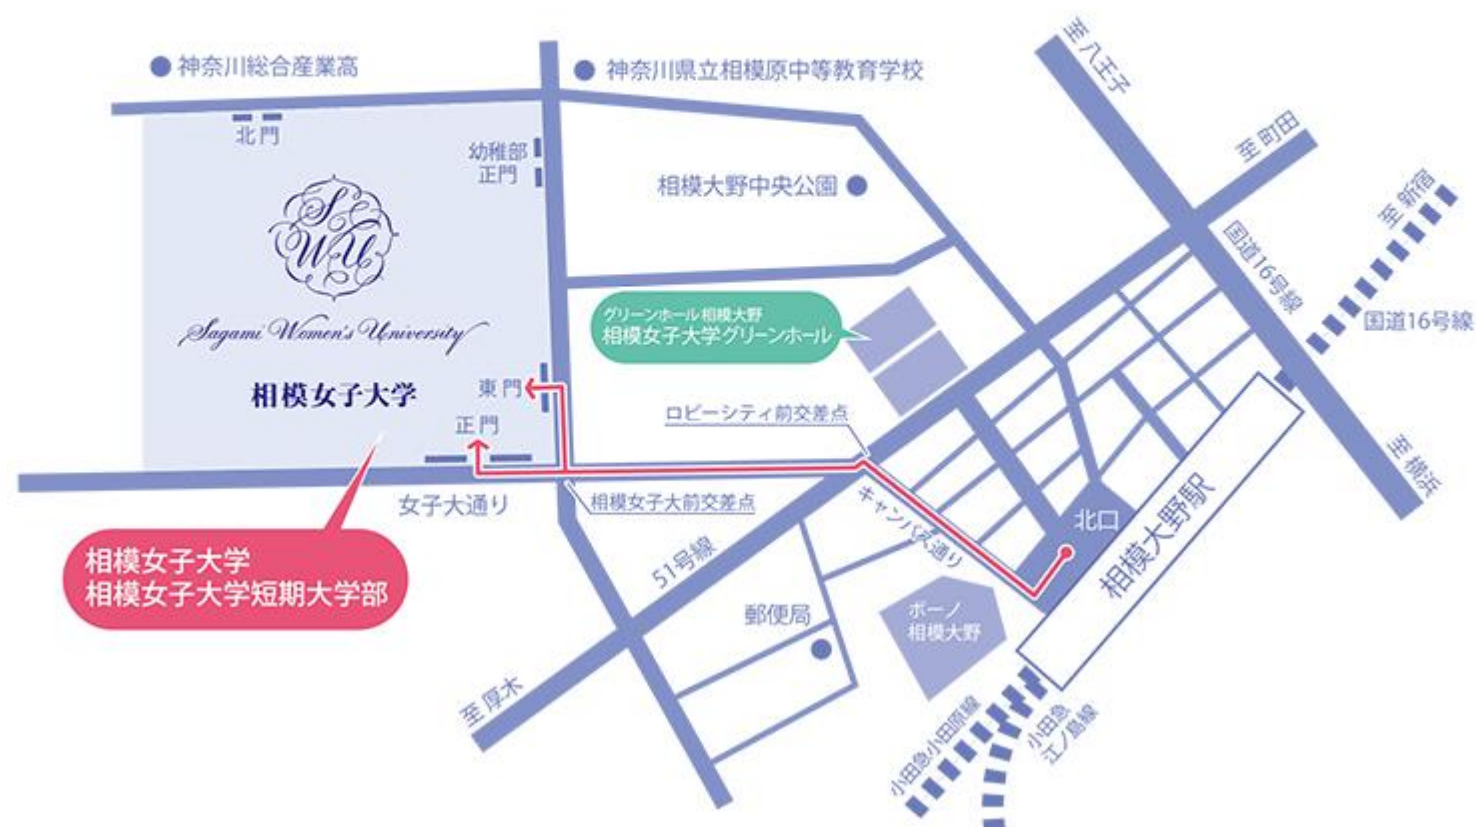 神奈川総合産業高
神奈川県立相模原中等教育学校
至八王子
北門
幼稚部
正門
至町田
相模大野中央公園
至新宿
SWU
国道16号線
グリーンホール相模大野
相模女子大学グリーンホール
国道16号線
Sagami Women's University
相模女子大学
東門
ロビーシティ前交差点
正門
至横浜
女子大通り
相模女子大前交差点
キャンパス通り
北口
相模大野駅
相模女子大学
相模女子大学短期大学部
51号線
郵便局
ボーノ
相模大野
至厚木
小田急小田原線
小田急
江ノ島線